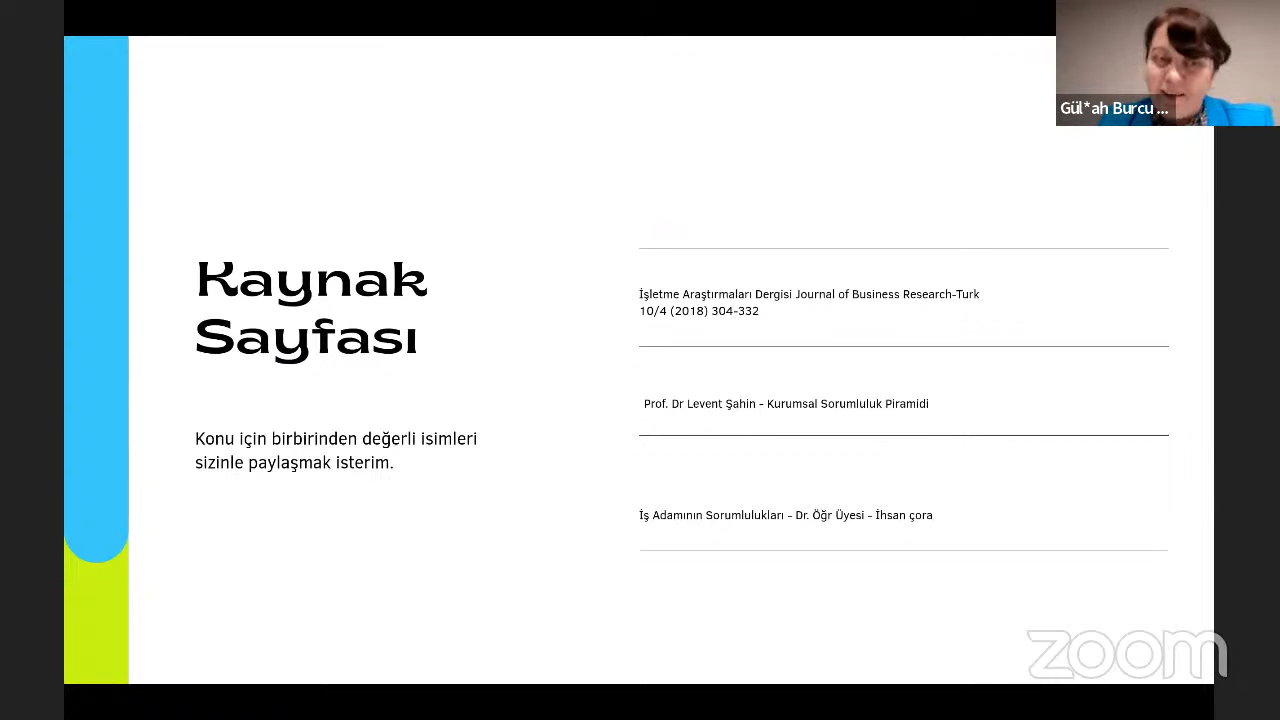 Gül*ah Burcu ...
Kaynak
Sayfası
Konu için birbirinden değerli isimleri
sizinle paylaşmak isterim.
İşletme Araştırmaları Dergisi Journal of Business Research-Turk
10/4 (2018) 304-332
Prof. Dr Levent Şahin - Kurumsal Sorumluluk Piramidi
İş Adamının Sorumlulukları - Dr. Öğr Üyesi - İhsan çora
zoom